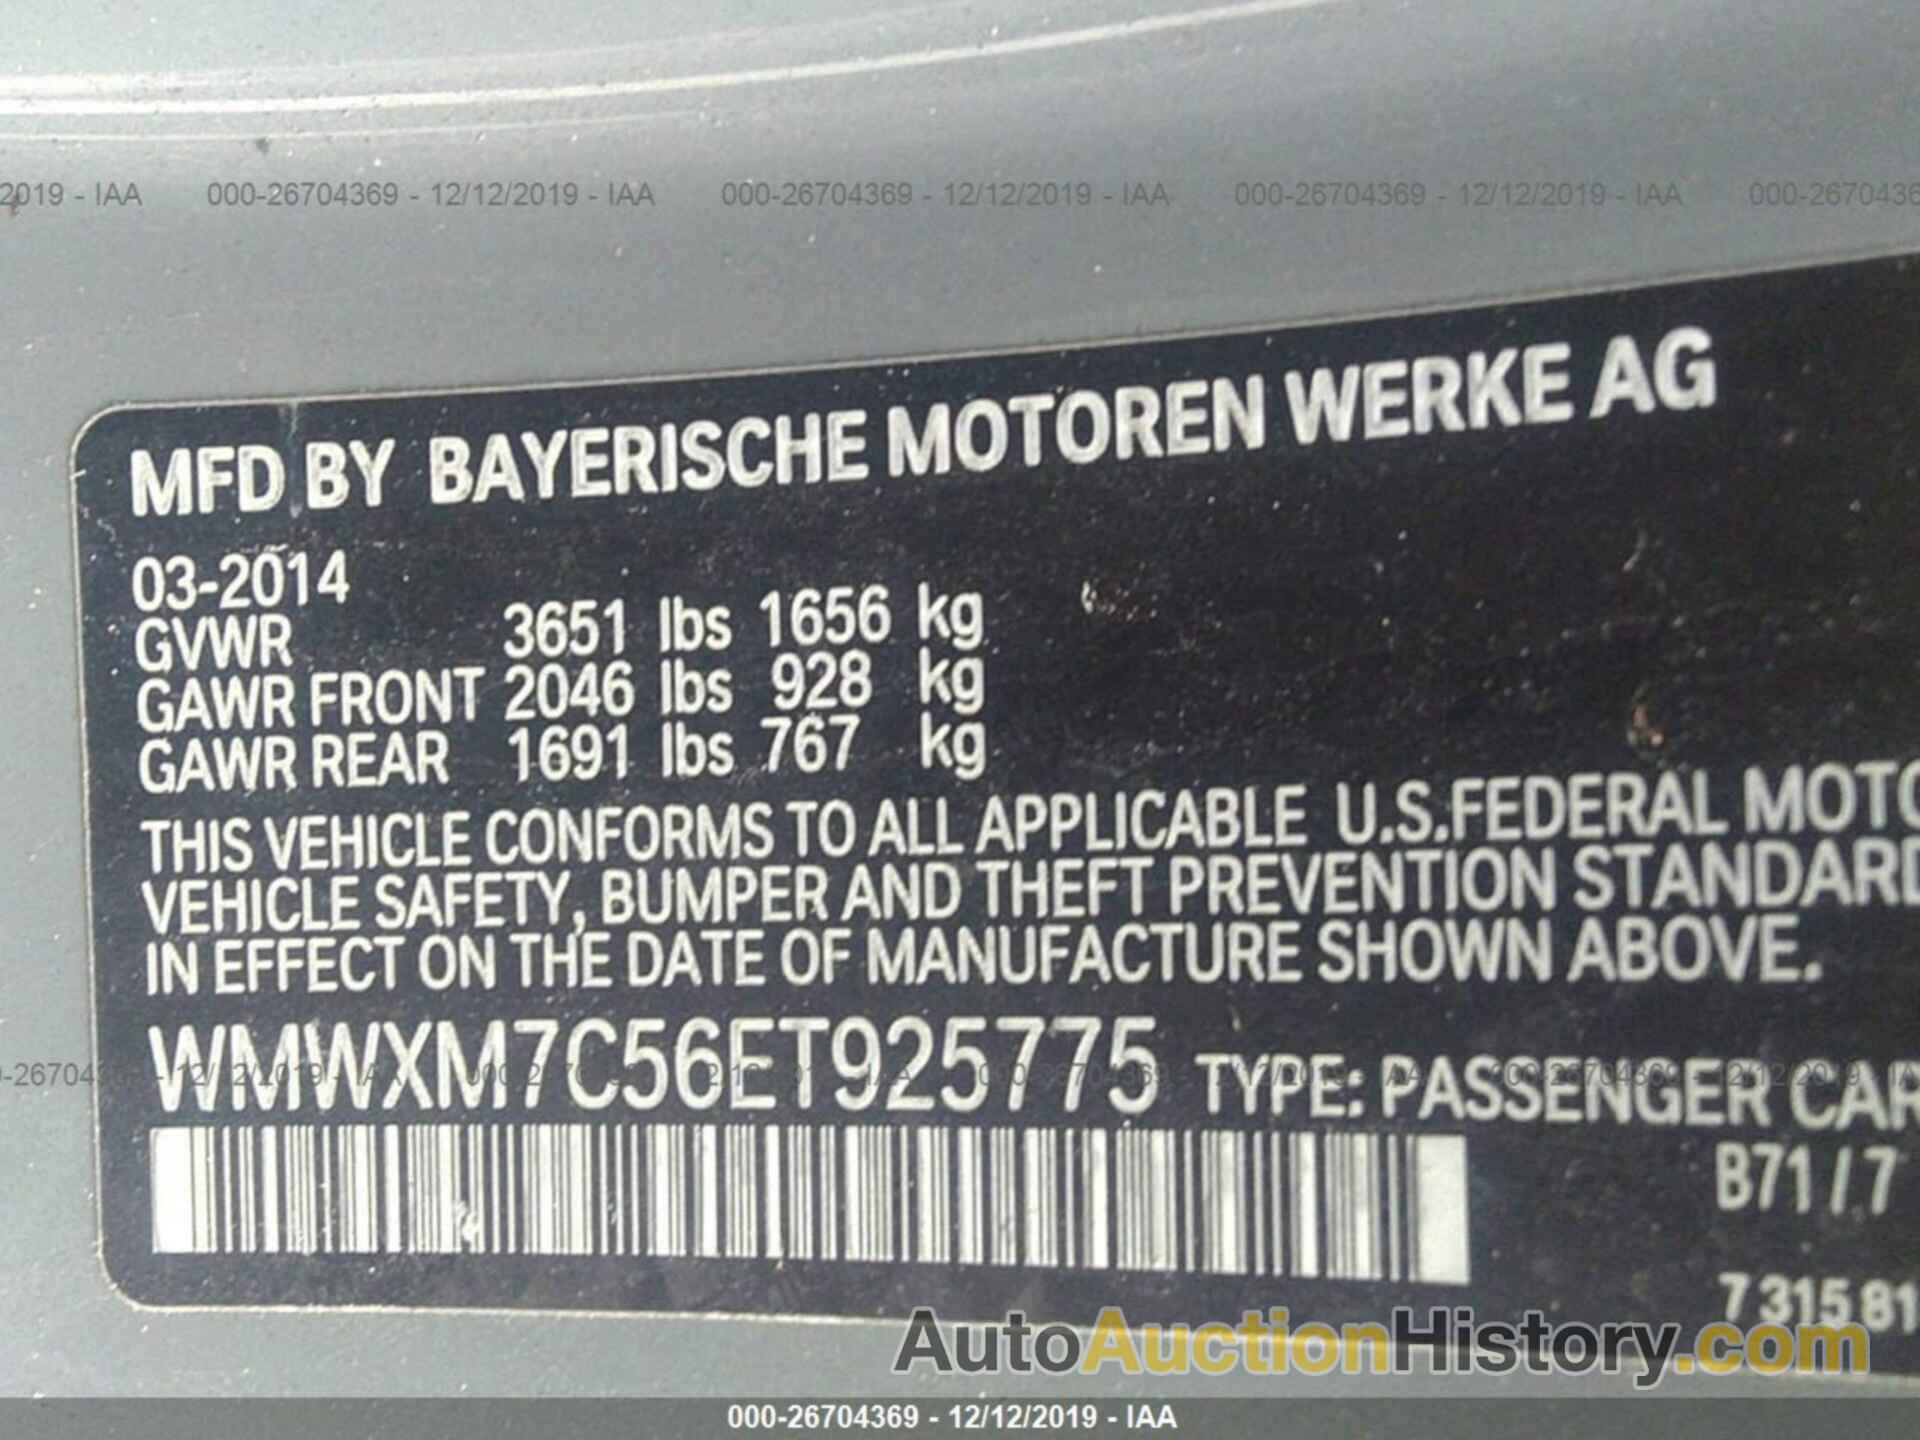 2019 - IAA 000-26704369 - 12/12/2019 - IAA 000-26704369 - 12/12/2019 - IAA 000-26704369 - 12/12/2019 - IAA 000-2670436
MFD BY BAYERISCHE MOTOREN WERKE AG
03-2014
GVWR 3651 lbs 1656 kg
GAWR FRONT 2046 lbs 928 kg
GAWR REAR 1691 lbs 767 kg
THIS VEHICLE CONFORMS TO ALL APPLICABLE U.S.FEDERAL MOTO
VEHICLE SAFETY, BUMPER AND THEFT PREVENTION STANDARD
IN EFFECT ON THE DATE OF MANUFACTURE SHOWN ABOVE.
WMWXM7C56ET925775 TYPE: PASSENGER CAR
B71 / 7
7 315 81
AutoAuctionHistory.com
000-26704369 - 12/12/2019 - IAA